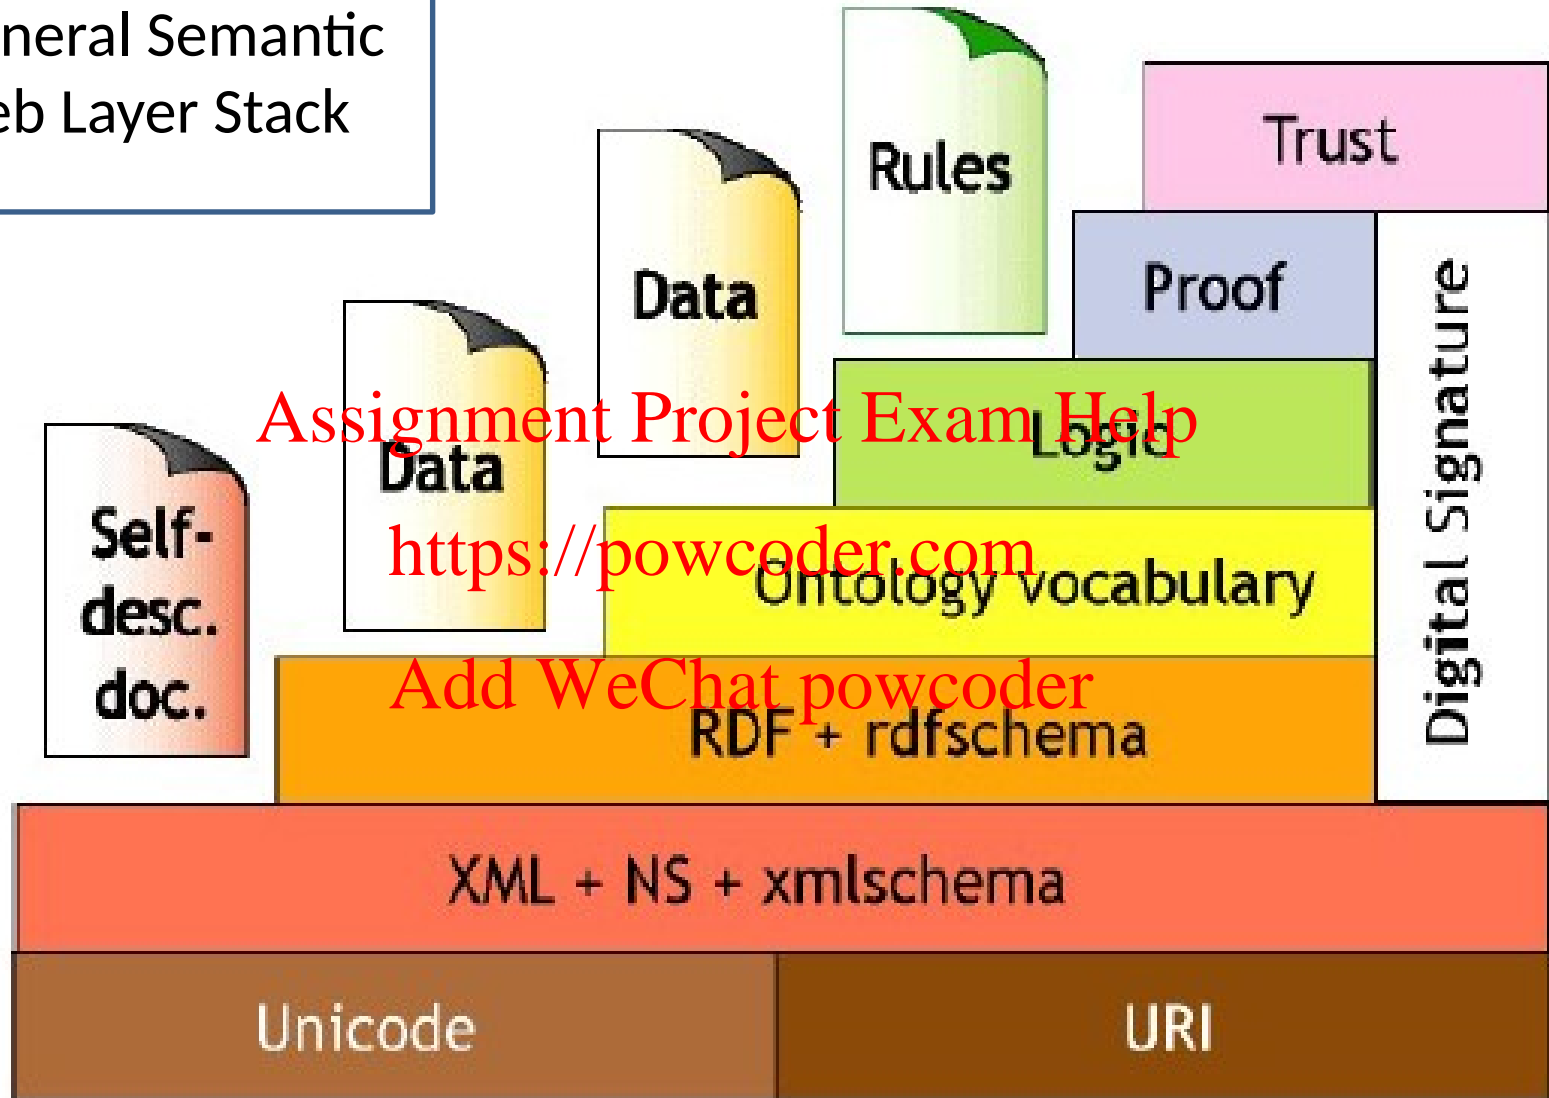 neral Semantic
eb Layer Stack
Rules
Trust
Data
Proof
Data
Logic
Assignment Project Exam Help
Self-
desc.
doc.
https://powcoder.com
Ontology vocabulary
Digital Signature
Add WeChat powcoder
RDF + rdfschema
XML + NS + xmlschema
Unicode
URI